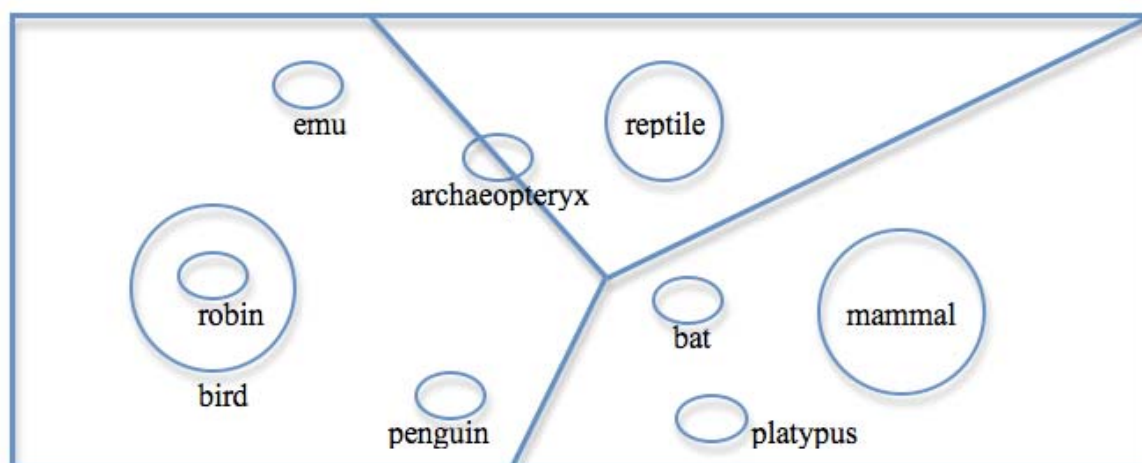 emu
reptile
archaeopteryx
robin
bat
mammal
bird
penguin
platypus